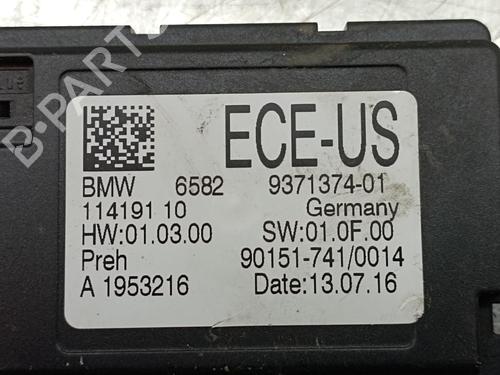 ECE-US
BMW 6582 9371374-01
114191 10 Germany
HW:01.03.00 SW:01.0F.00
Preh 90151-741/0014
A 1953216 Date:13.07.16